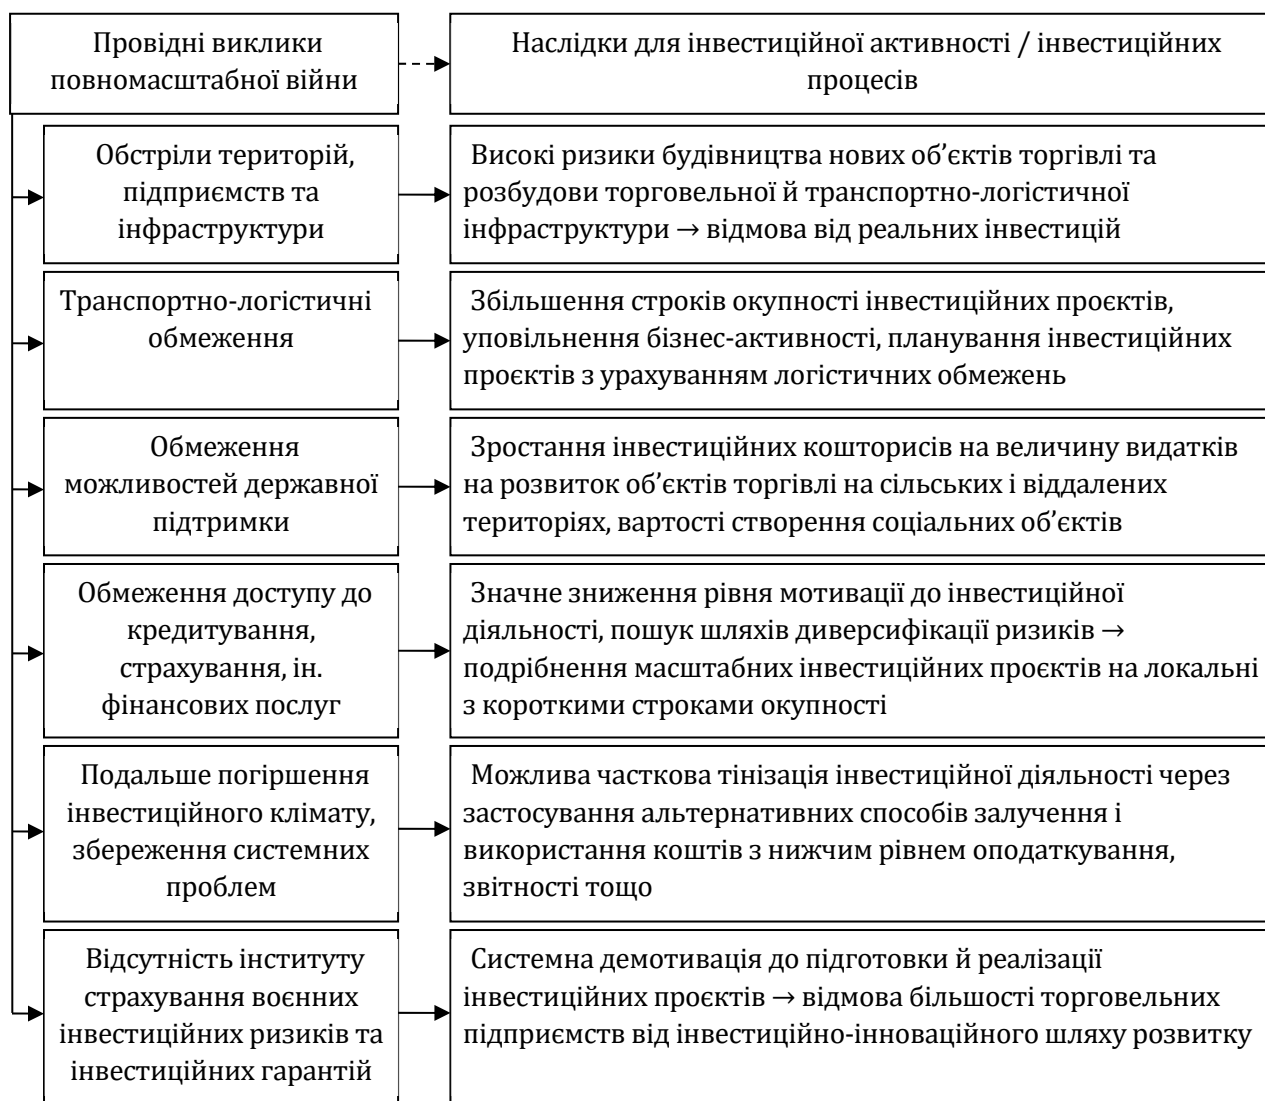 Провідні виклики
повномасштабної війни
Наслідки для інвестиційної активності / інвестиційних
процесів
Обстріли територій,
підприємств та
інфраструктури
Високі ризики будівництва нових об’єктів торгівлі та
розбудови торговельної й транспортно-логістичної
інфраструктури → відмова від реальних інвестицій
Транспортно-логістичні
обмеження
Збільшення строків окупності інвестиційних проєктів,
уповільнення бізнес-активності, планування інвестиційних
проєктів з урахуванням логістичних обмежень
Обмеження
можливостей державної
підтримки
Зростання інвестиційних кошторисів на величину видатків
на розвиток об’єктів торгівлі на сільських і віддалених
територіях, вартості створення соціальних об’єктів
Обмеження доступу до
кредитування,
страхування, ін.
фінансових послуг
Значне зниження рівня мотивації до інвестиційної
діяльності, пошук шляхів диверсифікації ризиків →
подрібнення масштабних інвестиційних проєктів на локальні
з короткими строками окупності
Подальше погіршення
інвестиційного клімату,
збереження системних
проблем
Можлива часткова тінізація інвестиційної діяльності через
застосування альтернативних способів залучення і
використання коштів з нижчим рівнем оподаткування,
звітності тощо
Відсутність інституту
страхування воєнних
інвестиційних ризиків та
інвестиційних гарантій
Системна демотивація до підготовки й реалізації
інвестиційних проєктів → відмова більшості торговельних
підприємств від інвестиційно-інноваційного шляху розвитку